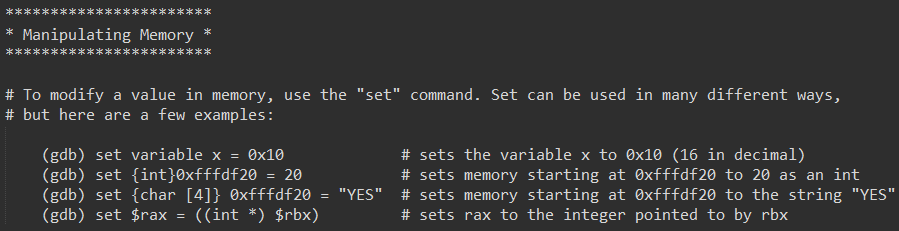 ***********************
* Manipulating Memory *
***********************
# To modify a value in memory, use the "set" command. Set can be used in many different ways,
# but here are a few examples:
(gdb) set variable x = 0x10 # sets the variable x to 0x10 (16 in decimal)
(gdb) set {int}0xfffdf20 = 20 # sets memory starting at 0xfffdf20 to 20 as an int
(gdb) set {char [4]} 0xfffdf20 = "YES" # sets memory starting at 0xfffdf20 to the string "YES"
(gdb) set $rax = ((int *) $rbx) # sets rax to the integer pointed to by rbx